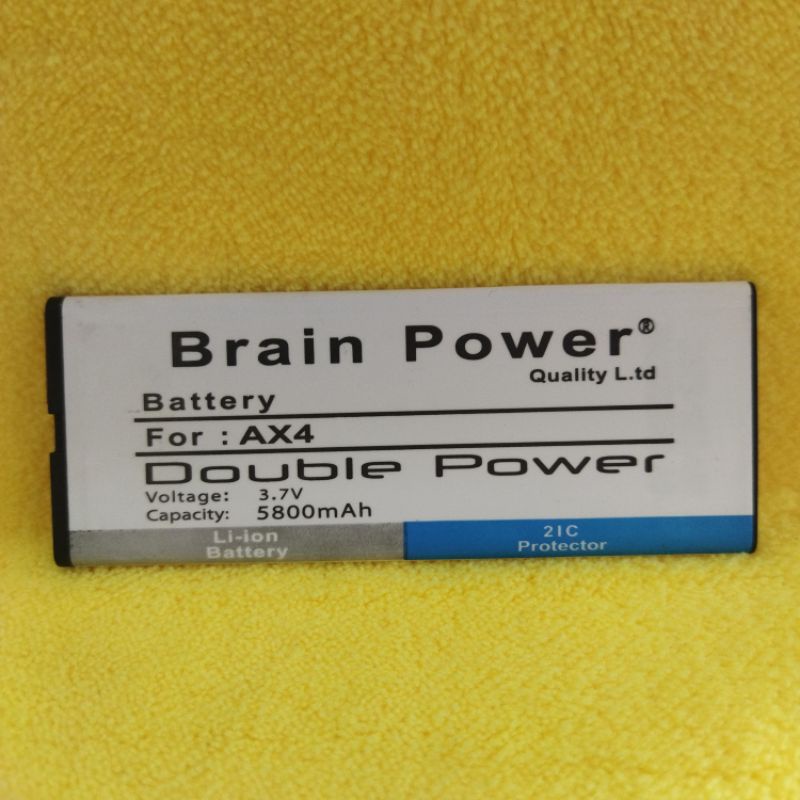 Brain Power®
Quality L.td
Battery
For : AX4
Double Power
Voltage: 3.7V
Capacity: 5800mAh
Li-ion
Battery
2IC
Protector